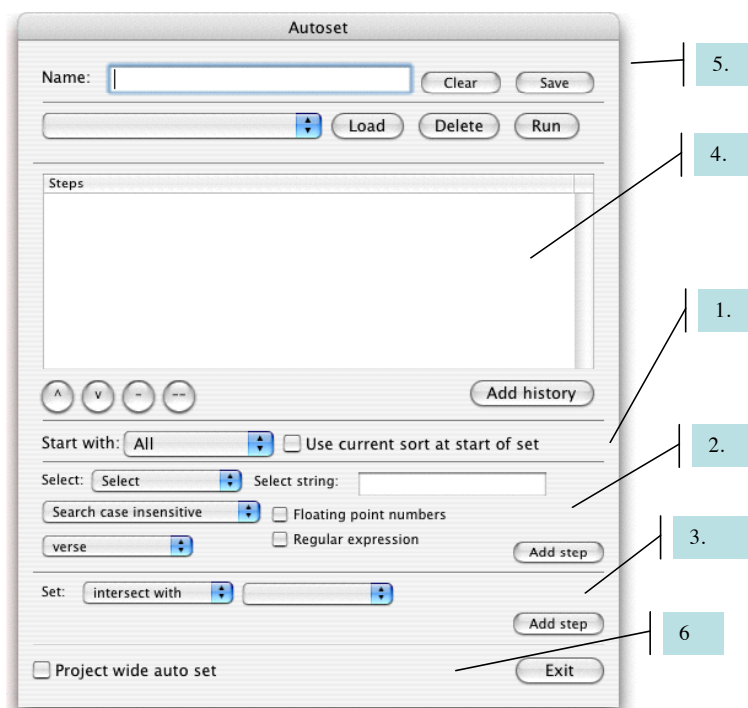 Autoset
Name: Clear Save 5.
Load Delete Run
4.
Steps
1.
^ v - -- Add history
Start with: All Use current sort at start of set
2.
Select: Select Select string:
Search case insensitive Floating point numbers
Regular expression
verse Add step
3.
Set: intersect with
Add step
6
Project wide auto set Exit